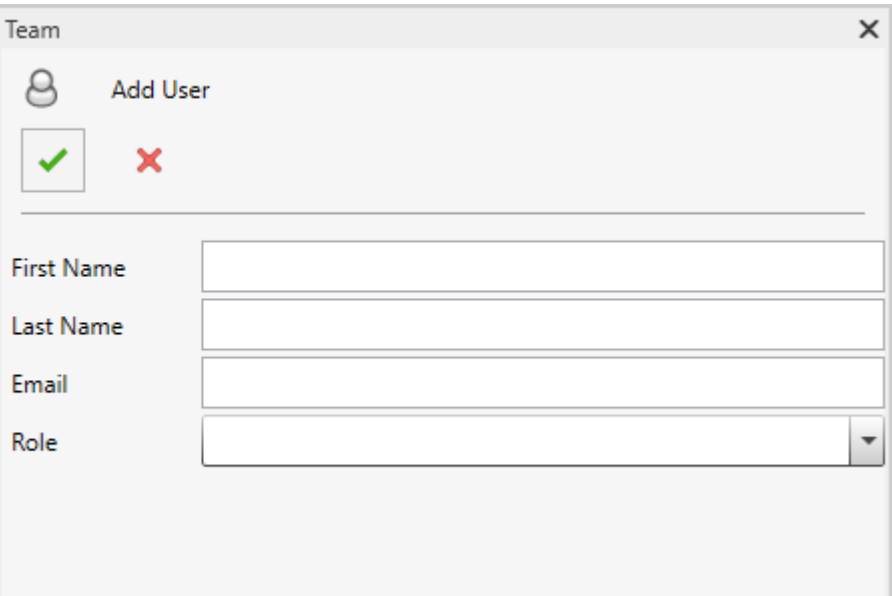 Team
Add User
First Name
Last Name
Email
Role